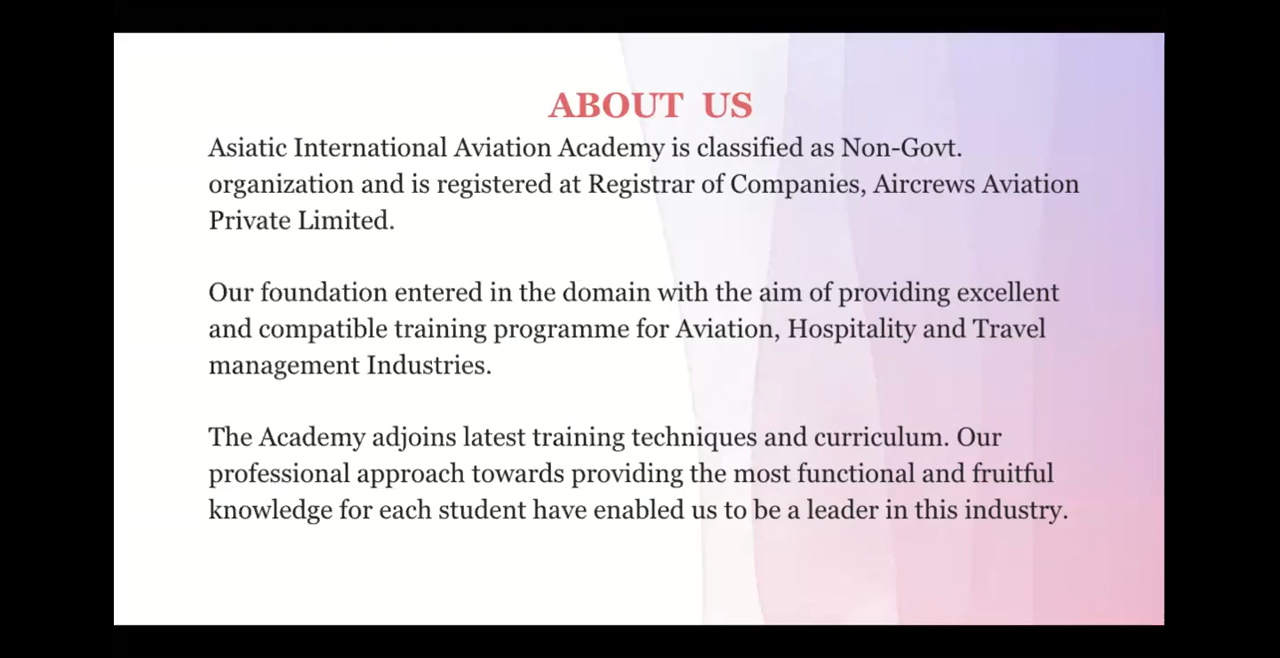 ABOUT US
Asiatic International Aviation Academy is classified as Non-Govt.
organization and is registered at Registrar of Companies, Aircrews Aviation
Private Limited.
Our foundation entered in the domain with the aim of providing excellent
and compatible training programme for Aviation, Hospitality and Travel
management Industries.
The Academy adjoins latest training techniques and curriculum. Our
professional approach towards providing the most functional and fruitful
knowledge for each student have enabled us to be a leader in this industry.